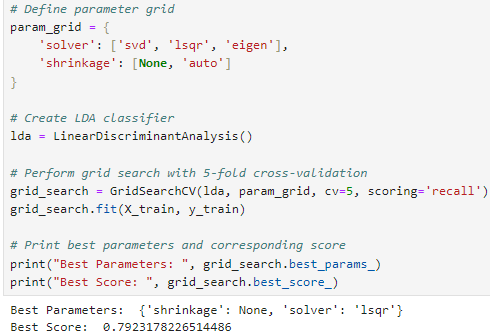 # Define parameter grid
param_grid = {
    'solver': ['svd', 'lsqr', 'eigen'],
    'shrinkage': [None, 'auto']
}
# Create LDA classifier
lda = LinearDiscriminantAnalysis()
# Perform grid search with 5-fold cross-validation
grid_search = GridSearchCV(lda, param_grid, cv=5, scoring='recall')
grid_search.fit(X_train, y_train)
# Print best parameters and corresponding score
print("Best Parameters: ", grid_search.best_params_)
print("Best Score: ", grid_search.best_score_)
Best Parameters:  {'shrinkage': None, 'solver': 'lsqr'}
Best Score:  0.7923178226514486